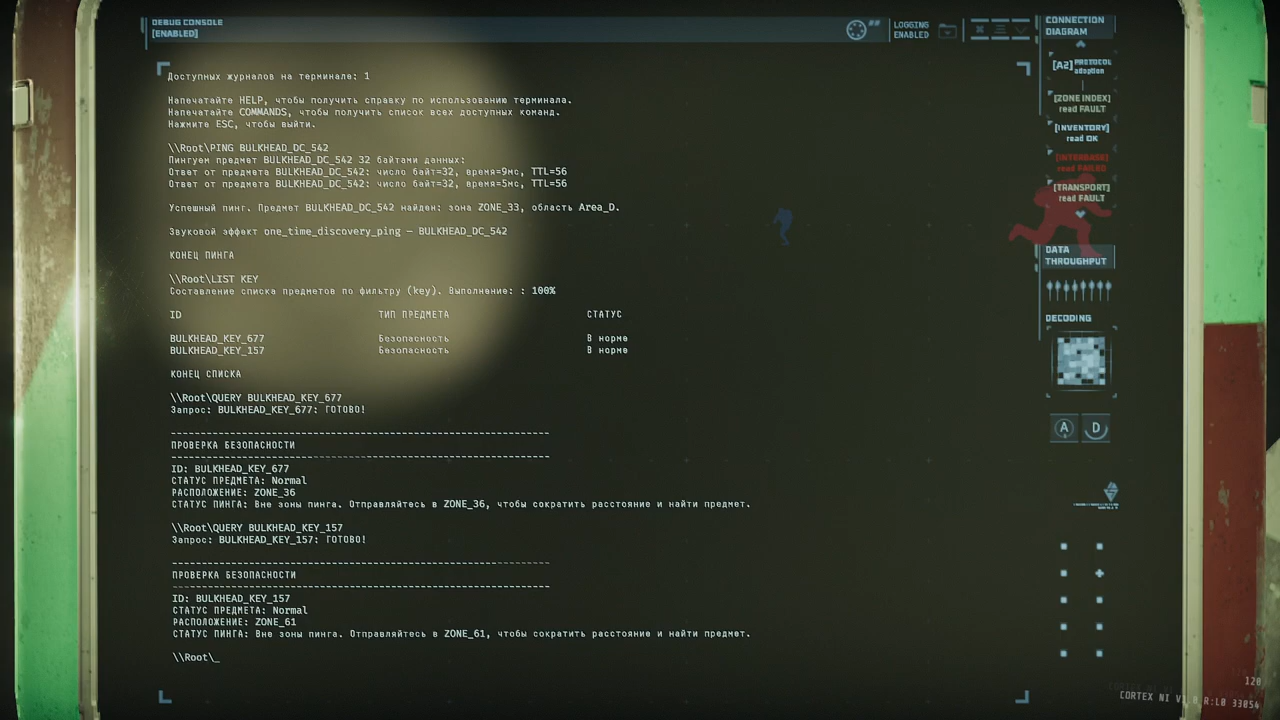 DEBUG CONSOLE
[ENABLED]
LOGGING
ENABLED
Доступных журналов на терминале: 1
Напечатайте HELP, чтобы получить справку по использованию терминала.
Напечатайте COMMANDS, чтобы получить список всех доступных команд.
Нажмите ESC, чтобы выйти.
\\Root\PING BULKHEAD_DC_542
Пингуем предмет BULKHEAD_DC_542 32 байтами данных:
Ответ от предмета BULKHEAD_DC_542: число байт=32, время=9мс, TTL=56
Ответ от предмета BULKHEAD_DC_542: число байт=32, время=5мс, TTL=56
Успешный пинг. Предмет BULKHEAD_DC_542 найден: зона ZONE_33, область Area_D.
Звуковой эффект one_time_discovery_ping – BULKHEAD_DC_542
КОНЕЦ ПИНГА
\\Root\LIST KEY
Составление списка предметов по фильтру (key). Выполнение: : 100%
ID ТИП ПРЕДМЕТА СТАТУС
BULKHEAD_KEY_677 Безопасность В норме
BULKHEAD_KEY_157 Безопасность В норме
КОНЕЦ СПИСКА
\\Root\QUERY BULKHEAD_KEY_677
Запрос: BULKHEAD_KEY_677: ГОТОВО!
----------------------------------------------------------------
ПРОВЕРКА БЕЗОПАСНОСТИ
----------------------------------------------------------------
ID: BULKHEAD_KEY_677
СТАТУС ПРЕДМЕТА: Normal
РАСПОЛОЖЕНИЕ: ZONE_36
СТАТУС ПИНГА: Вне зоны пинга. Отправляйтесь в ZONE_36, чтобы сократить расстояние и найти предмет.
\\Root\QUERY BULKHEAD_KEY_157
Запрос: BULKHEAD_KEY_157: ГОТОВО!
----------------------------------------------------------------
ПРОВЕРКА БЕЗОПАСНОСТИ
----------------------------------------------------------------
ID: BULKHEAD_KEY_157
СТАТУС ПРЕДМЕТА: Normal
РАСПОЛОЖЕНИЕ: ZONE_61
СТАТУС ПИНГА: Вне зоны пинга. Отправляйтесь в ZONE_61, чтобы сократить расстояние и найти предмет.
\\Root\_
CONNECTION
DIAGRAM
[A2] PROTOCOL
adaption
[ZONE INDEX]
read FAULT
[INVENTORY]
read OK
[INTRABASE]
read FAILED
[TRANSPORT]
read FAULT
DATA
THROUGHPUT
DECODING
A D
120
CORTEX NI V1.0 R:L0 33054